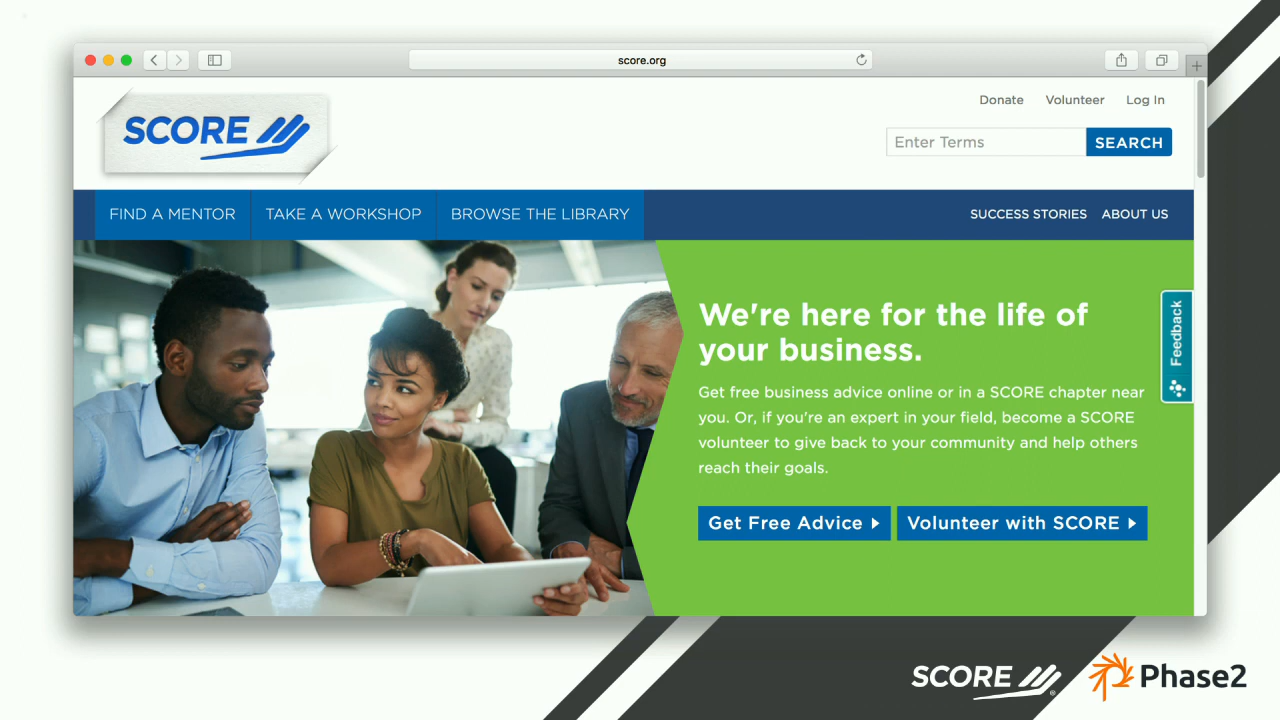 score.org
SCORE
Donate Volunteer Log In
Enter Terms SEARCH
FIND A MENTOR TAKE A WORKSHOP BROWSE THE LIBRARY SUCCESS STORIES ABOUT US
We're here for the life of
your business.
Get free business advice online or in a SCORE chapter near
you. Or, if you're an expert in your field, become a SCORE
volunteer to give back to your community and help others
reach their goals.
Get Free Advice Volunteer with SCORE
Feedback
SCORE ® Phase2